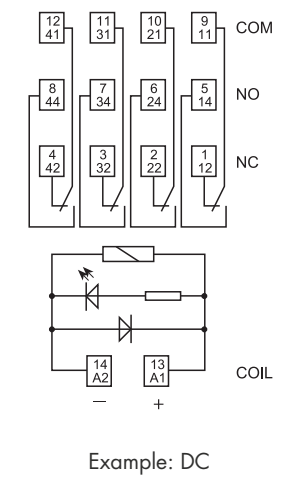 12 11 10 9
41 31 21 11 COM
8 7 6 5
44 34 24 14 NO
4 3 2 1
42 32 22 12 NC
14 13
A2 A1 COIL
— +
Example: DC